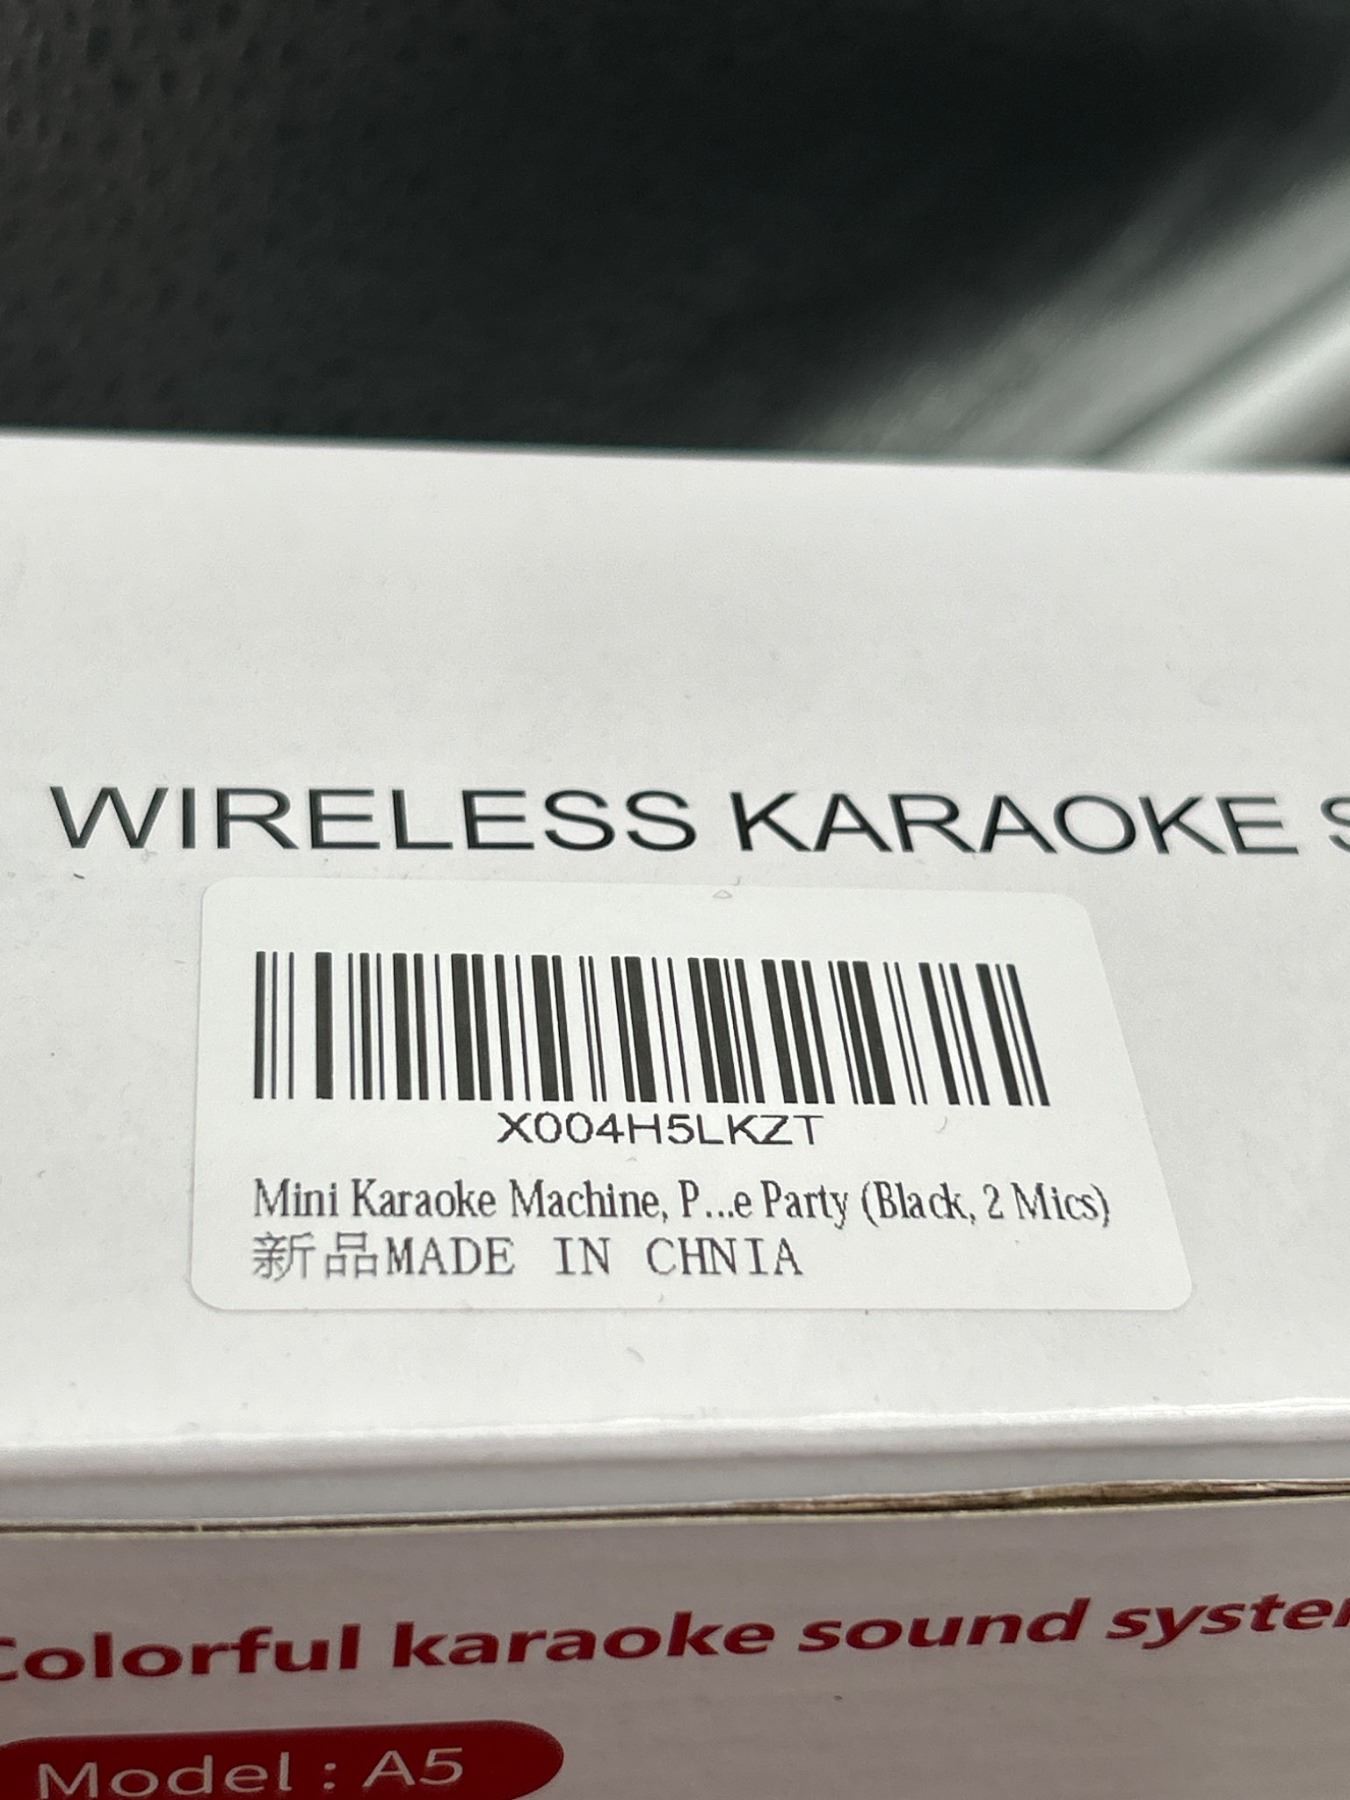 WIRELESS KARAOKE S
X004H5LKZT
Mini Karaoke Machine, P...e Party (Black, 2 Mics)
新品MADE IN CHNIA
Colorful karaoke sound system
Model : A5